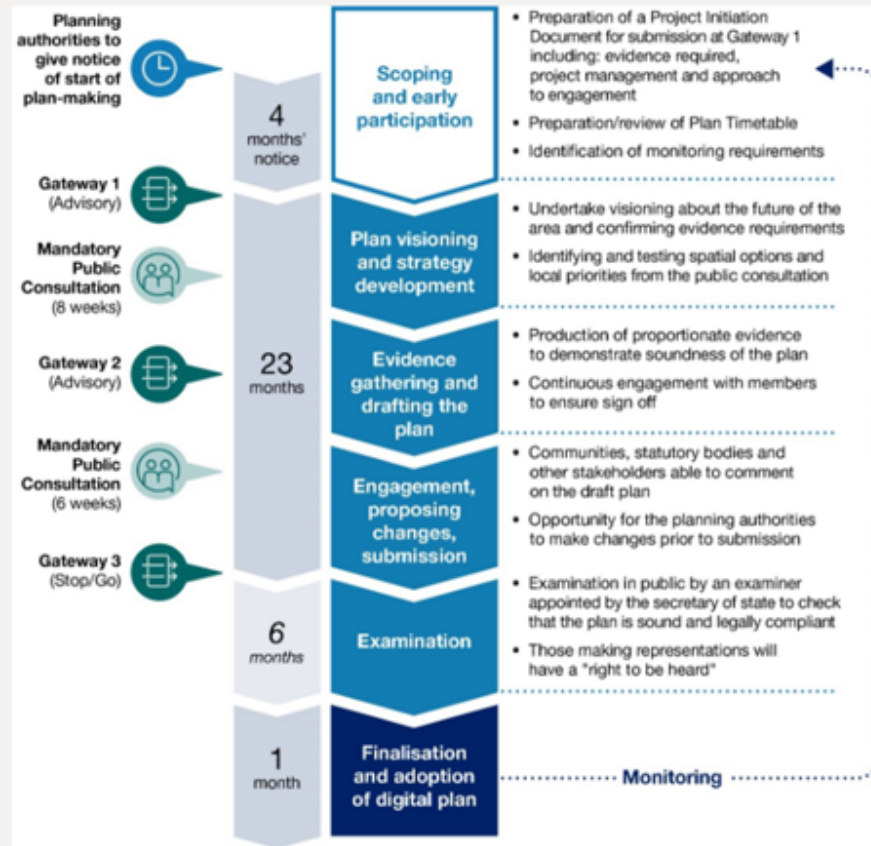 Planning
authorities to
give notice
of start of
plan-making
Gateway 1
(Advisory)
Mandatory
Public
Consultation
(8 weeks)
Gateway 2
(Advisory)
Mandatory
Public
Consultation
(6 weeks)
Gateway 3
(Stop/Go)
4
months'
notice
23
months
6
months
1
month
Scoping
and early
participation
Plan visioning
and strategy
development
Evidence
gathering and
drafting the
plan
Engagement,
proposing
changes,
submission
Examination
Finalisation
and adoption
of digital plan
• Preparation of a Project Initiation
Document for submission at Gateway 1
including: evidence required,
project management and approach
to engagement
• Preparation/review of Plan Timetable
• Identification of monitoring requirements
• Undertake visioning about the future of the
area and confirming evidence requirements
• Identifying and testing spatial options and
local priorities from the public consultation
• Production of proportionate evidence
to demonstrate soundness of the plan
• Continuous engagement with members
to ensure sign off
• Communities, statutory bodies and
other stakeholders able to comment
on the draft plan
• Opportunity for the planning authorities
to make changes prior to submission
• Examination in public by an examiner
appointed by the secretary of state to check
that the plan is sound and legally compliant
• Those making representations will
have a "right to be heard"
Monitoring